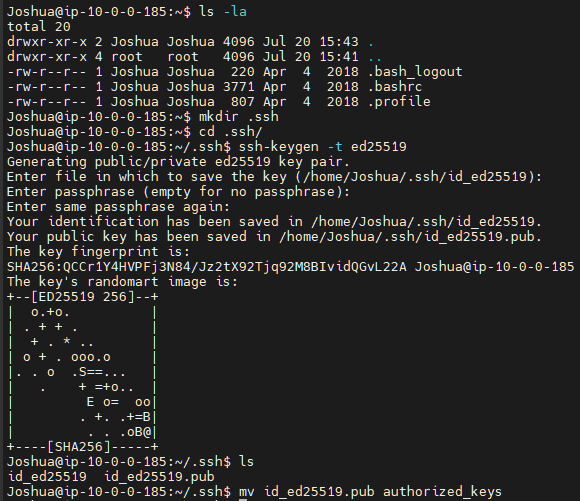 Joshua@ip-10-0-0-185:~$ ls -la
total 20
drwxr-xr-x 2 Joshua Joshua 4096 Jul 20 15:43 .
drwxr-xr-x 4 root   root   4096 Jul 20 15:41 ..
-rw-r--r-- 1 Joshua Joshua  220 Apr  4  2018 .bash_logout
-rw-r--r-- 1 Joshua Joshua 3771 Apr  4  2018 .bashrc
-rw-r--r-- 1 Joshua Joshua  807 Apr  4  2018 .profile
Joshua@ip-10-0-0-185:~$ mkdir .ssh
Joshua@ip-10-0-0-185:~$ cd .ssh/
Joshua@ip-10-0-0-185:~/.ssh$ ssh-keygen -t ed25519
Generating public/private ed25519 key pair.
Enter file in which to save the key (/home/Joshua/.ssh/id_ed25519):
Enter passphrase (empty for no passphrase):
Enter same passphrase again:
Your identification has been saved in /home/Joshua/.ssh/id_ed25519.
Your public key has been saved in /home/Joshua/.ssh/id_ed25519.pub.
The key fingerprint is:
SHA256:QCCr1Y4HVPFj3N84/Jz2tX92Tjq92M8BIvidQGvL22A Joshua@ip-10-0-0-185
The key's randomart image is:
+--[ED25519 256]--+
|  o.+o.          |
| . + + .         |
|  + . * ..       |
| o + . ooo.o     |
|. . o  .S==...   |
|   .    + =+o..  |
|         E o=  oo|
|        . +. .+=B|
|         . . .oB@|
+----[SHA256]-----+
Joshua@ip-10-0-0-185:~/.ssh$ ls
id_ed25519  id_ed25519.pub
Joshua@ip-10-0-0-185:~/.ssh$ mv id_ed25519.pub authorized_keys